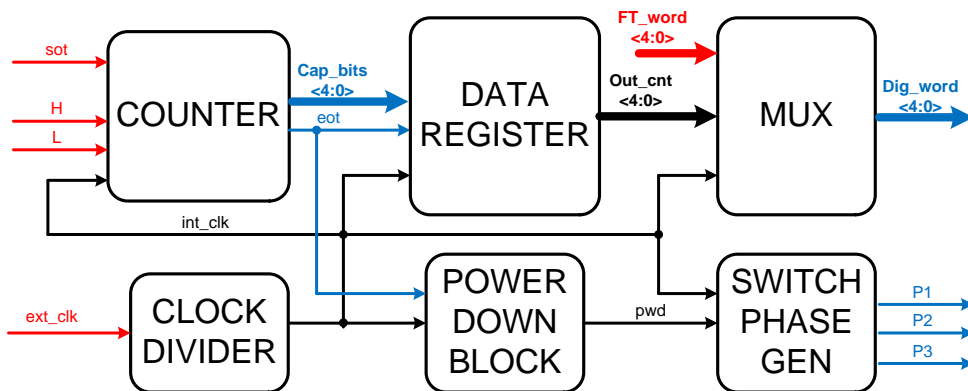 sot
H
L
COUNTER
Cap_bits
<4:0>
eot
DATA
REGISTER
FT_word
<4:0>
Out_cnt
<4:0>
MUX
Dig_word
<4:0>
int_clk
ext_clk
CLOCK
DIVIDER
POWER
DOWN
BLOCK
pwd
SWITCH
PHASE
GEN
P1
P2
P3